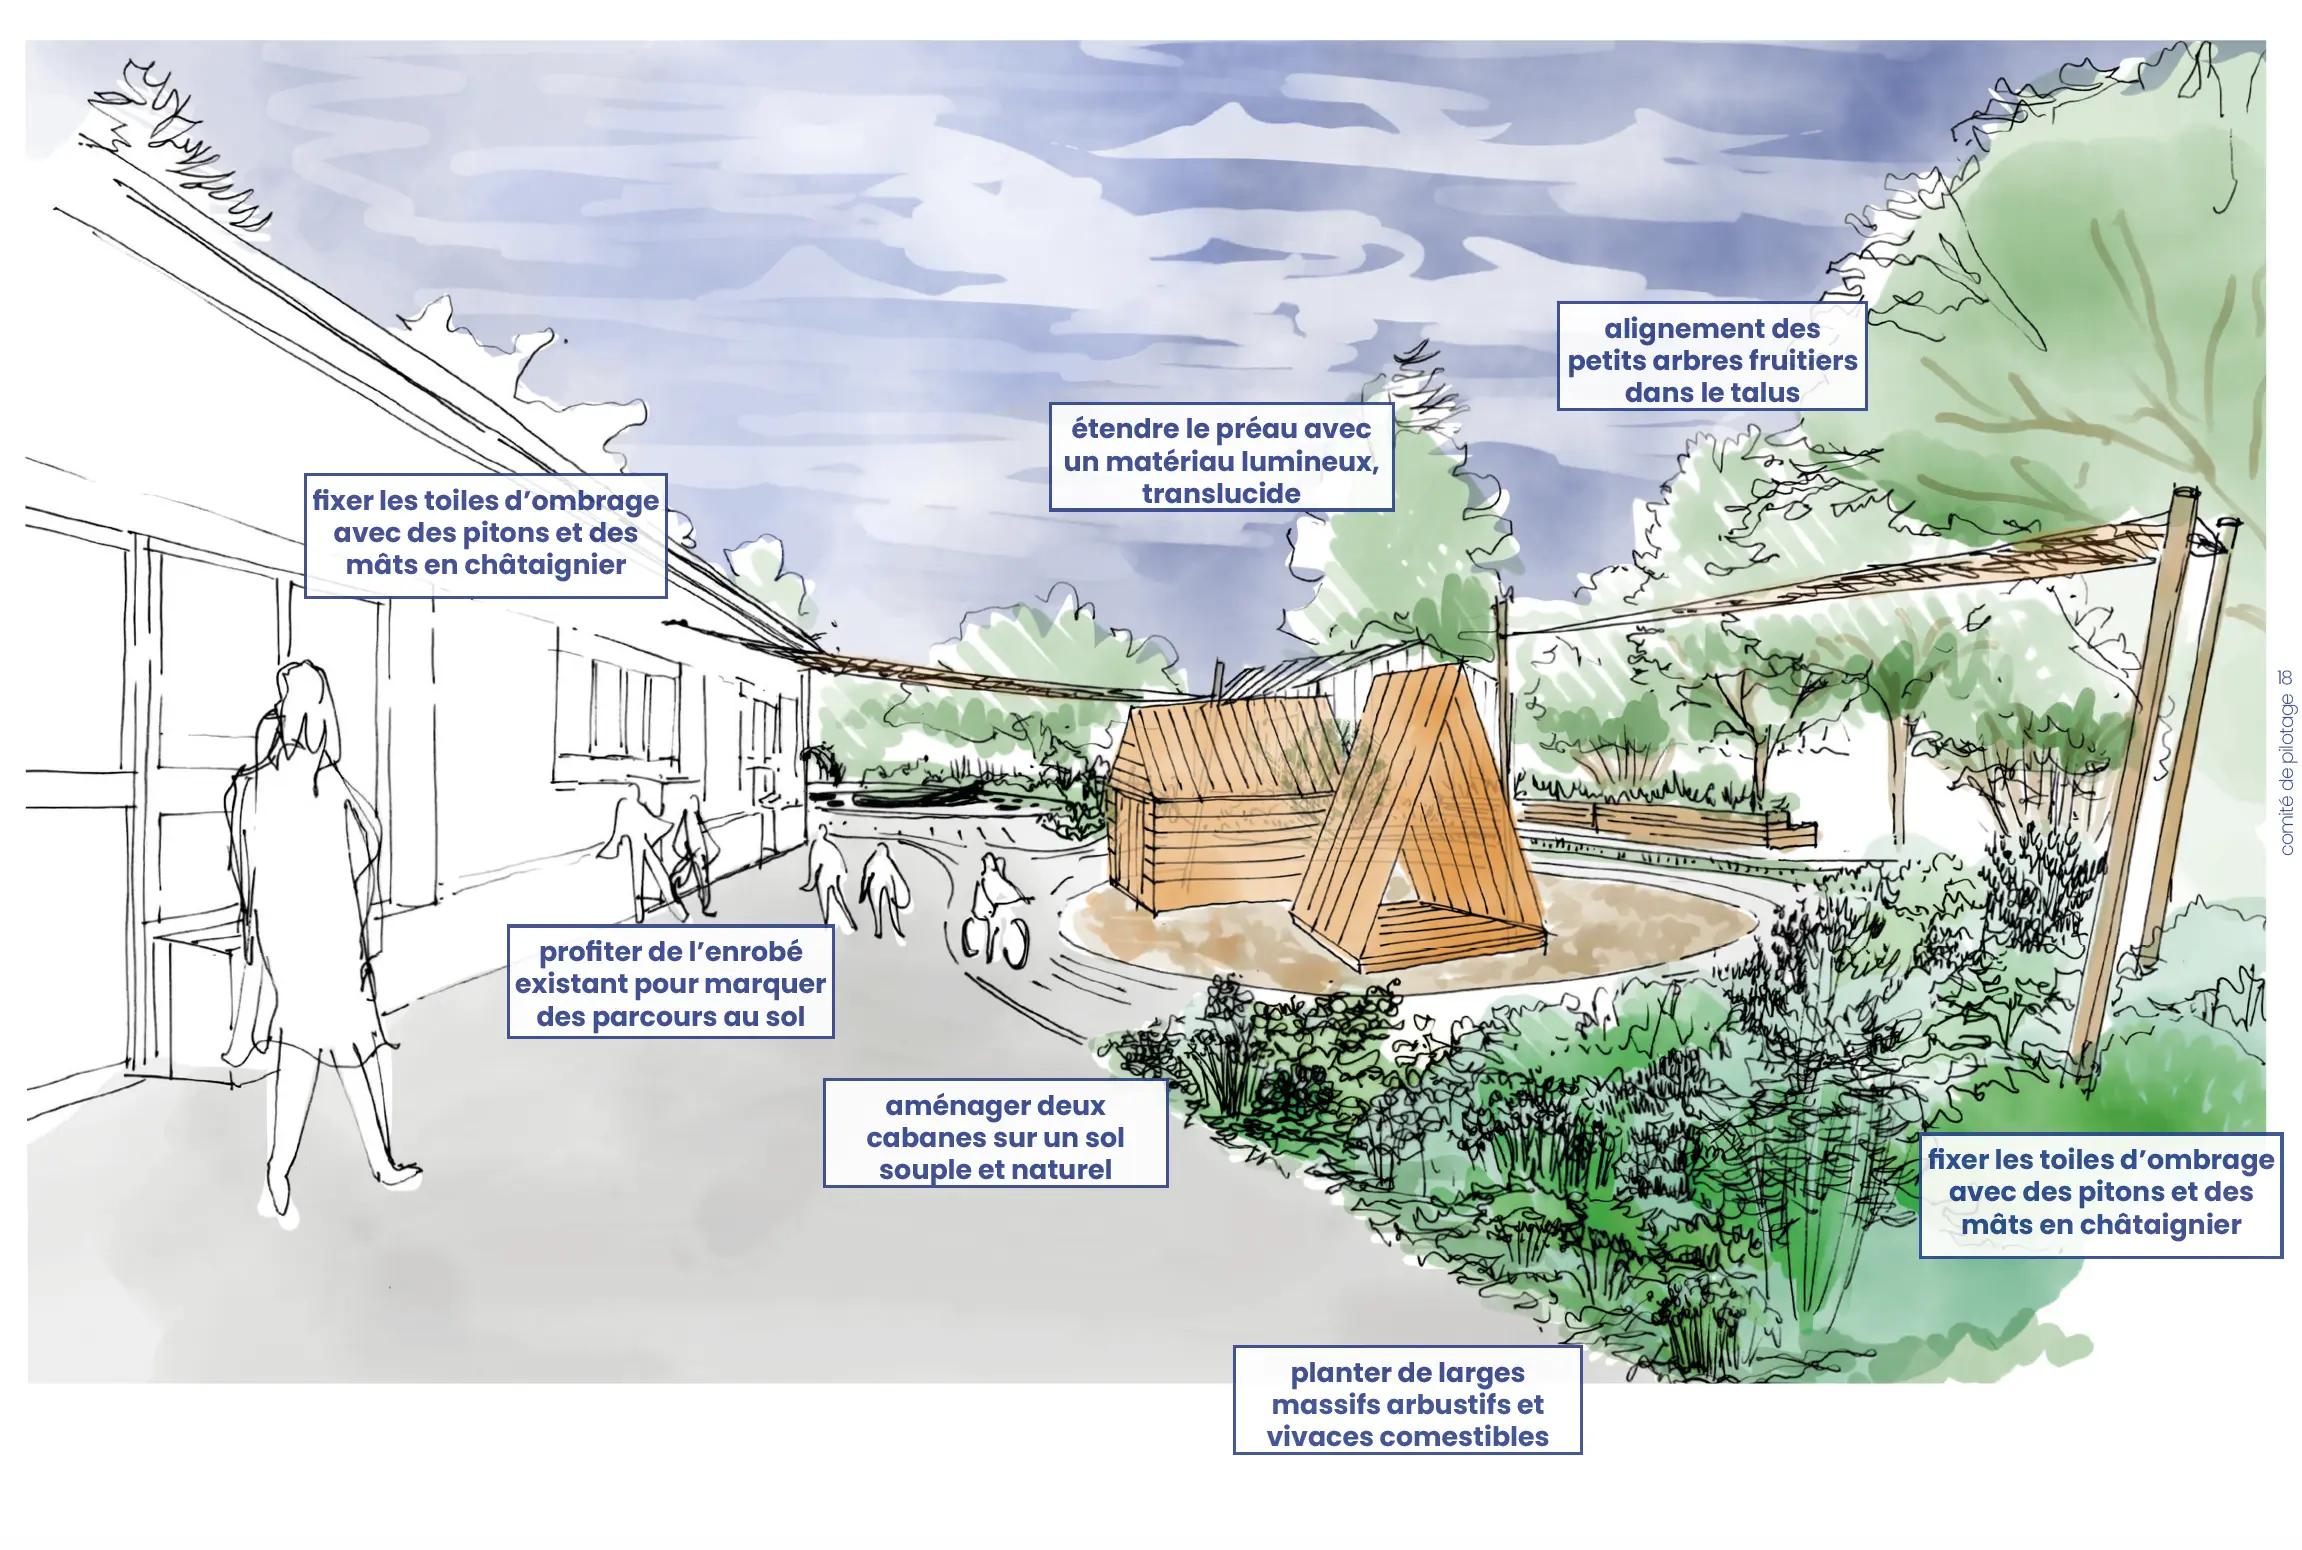 alignement des
petits arbres fruitiers
dans le talus
étendre le préau avec
un matériau lumineux,
translucide
fixer les toiles d’ombrage
avec des pitons et des
mâts en châtaignier
comité de pilotage 18
profiter de l’enrobé
existant pour marquer
des parcours au sol
aménager deux
cabanes sur un sol
souple et naturel
fixer les toiles d’ombrage
avec des pitons et des
mâts en châtaignier
planter de larges
massifs arbustifs et
vivaces comestibles